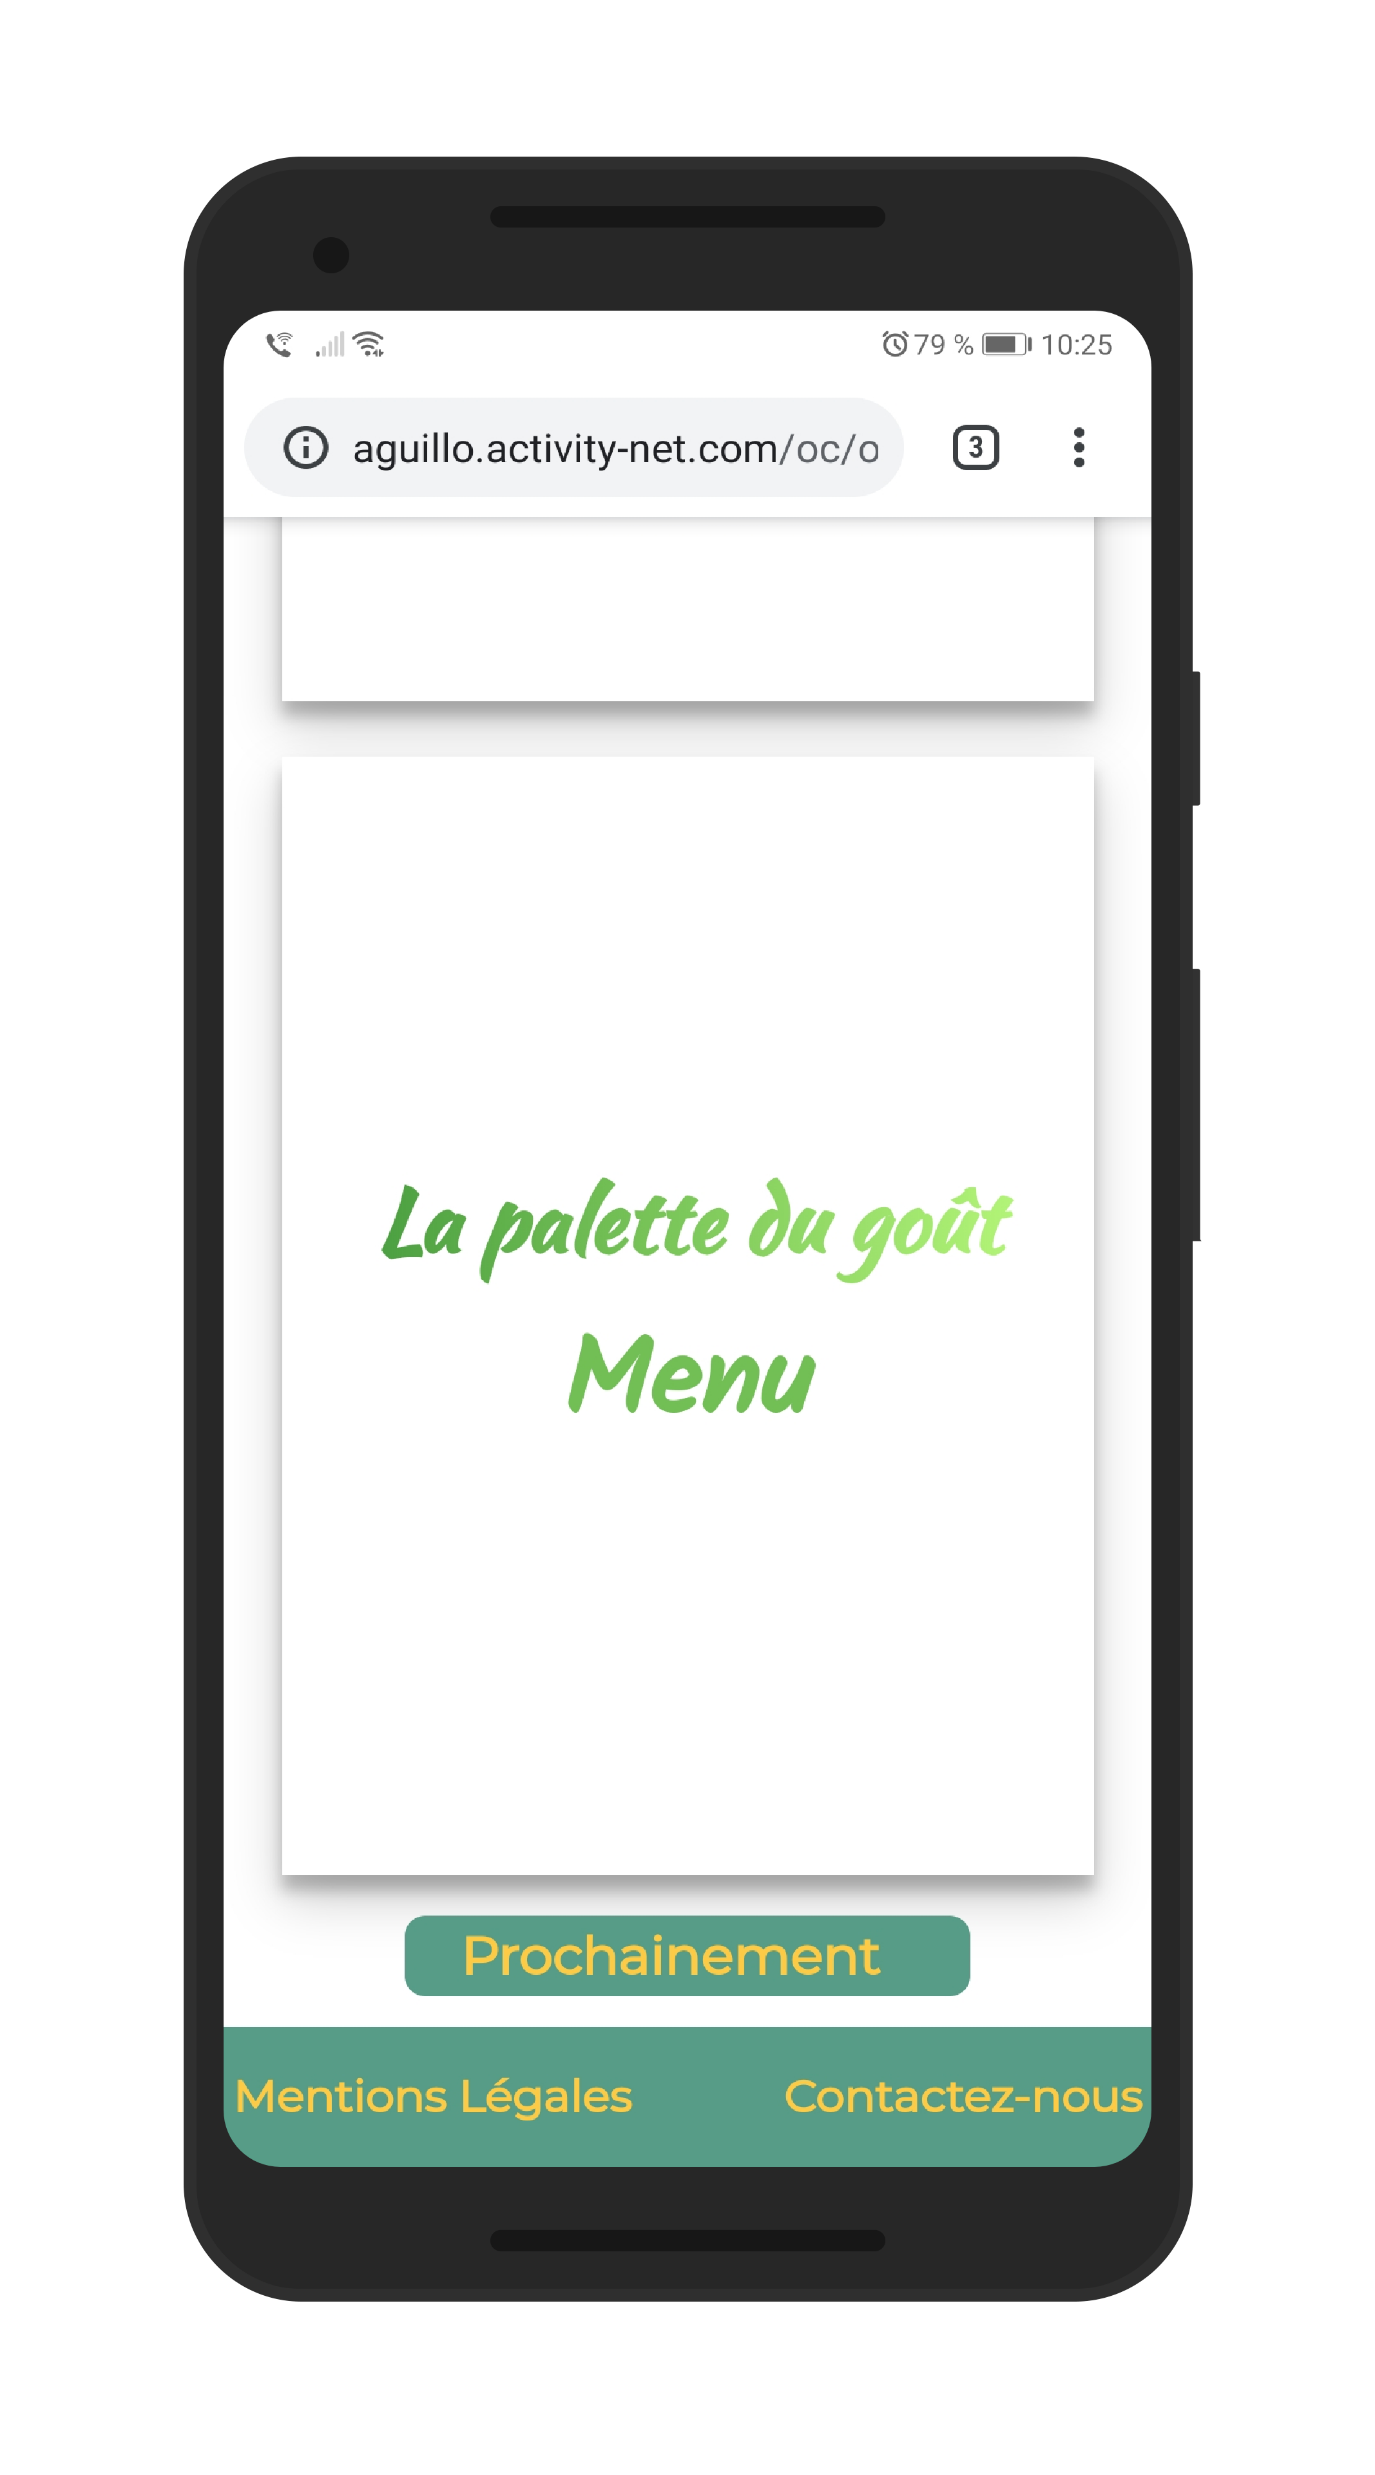 79 % 10:25
aguillo.activity-net.com/oc/o
3
La palette du goût
Menu
Prochainement
Mentions Légales
Contactez-nous